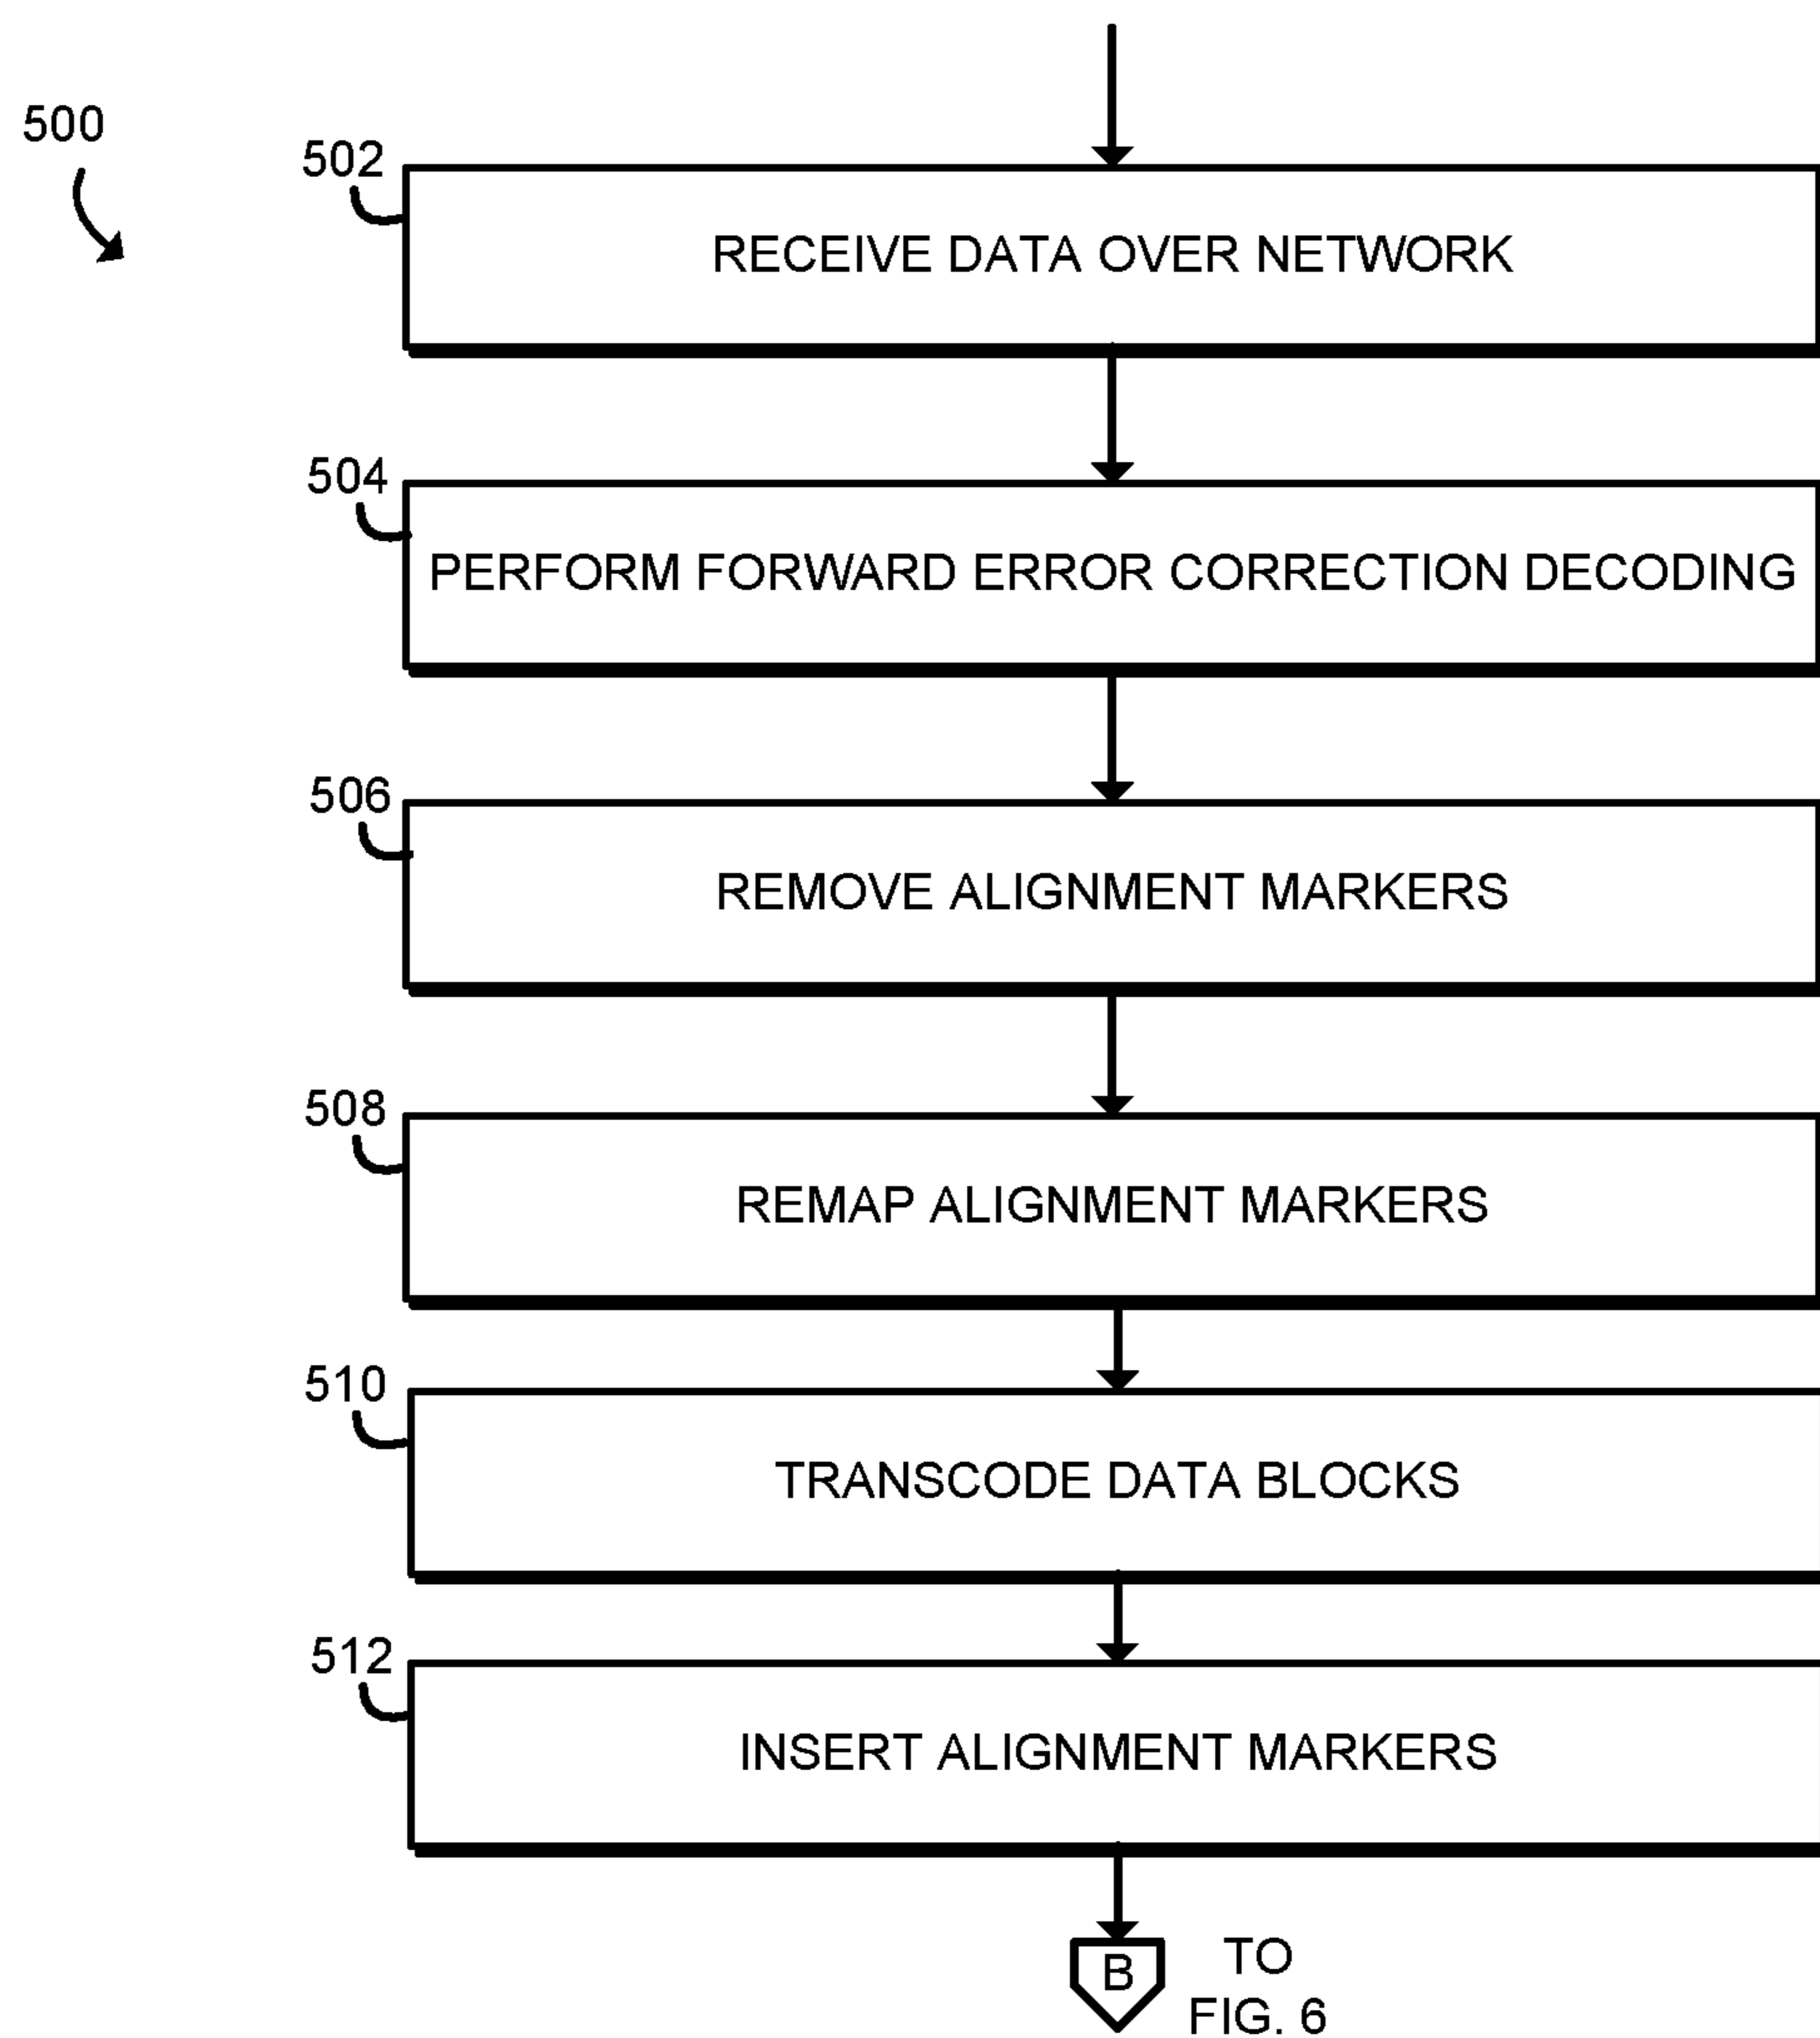 500
502
RECEIVE DATA OVER NETWORK
504
PERFORM FORWARD ERROR CORRECTION DECODING
506
REMOVE ALIGNMENT MARKERS
508
REMAP ALIGNMENT MARKERS
510
TRANSCODE DATA BLOCKS
512
INSERT ALIGNMENT MARKERS
B
TO
FIG. 6